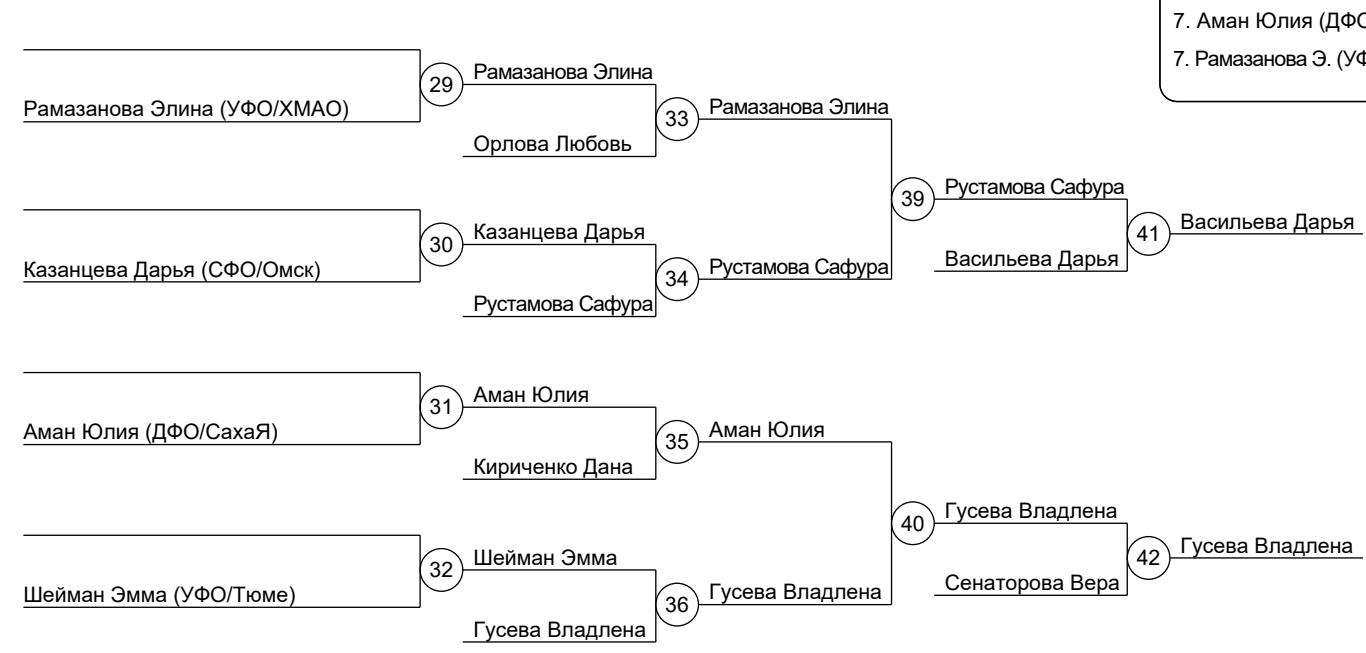 7. Аман Юлия (ДФО
7. Рамазанова Э. (УФ
29
Рамазанова Элина
Рамазанова Элина (УФО/ХМАО)
33
Рамазанова Элина
Орлова Любовь
39
Рустамова Сафура
30
Казанцева Дарья
41
Васильева Дарья
Казанцева Дарья (СФО/Омск)
34
Рустамова Сафура
Васильева Дарья
Рустамова Сафура
31
Аман Юлия
Аман Юлия (ДФО/СахаЯ)
35
Аман Юлия
Кириченко Дана
40
Гусева Владлена
32
Шейман Эмма
42
Гусева Владлена
Шейман Эмма (УФО/Тюме)
36
Гусева Владлена
Сенаторова Вера
Гусева Владлена